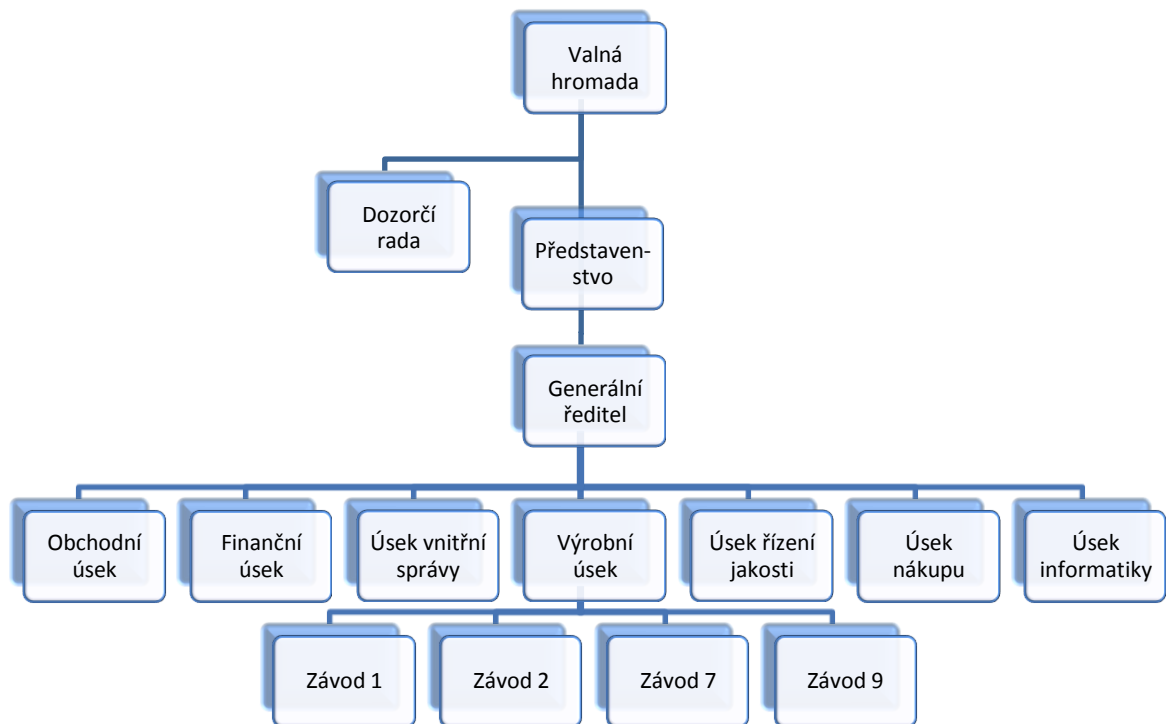 Valná
hromada
Dozorčí
rada
Představen-
stvo
Generální
ředitel
Obchodní
úsek
Finanční
úsek
Úsek vnitřní
správy
Výrobní
úsek
Úsek řízení
jakosti
Úsek
nákupu
Úsek
informatiky
Závod 1
Závod 2
Závod 7
Závod 9